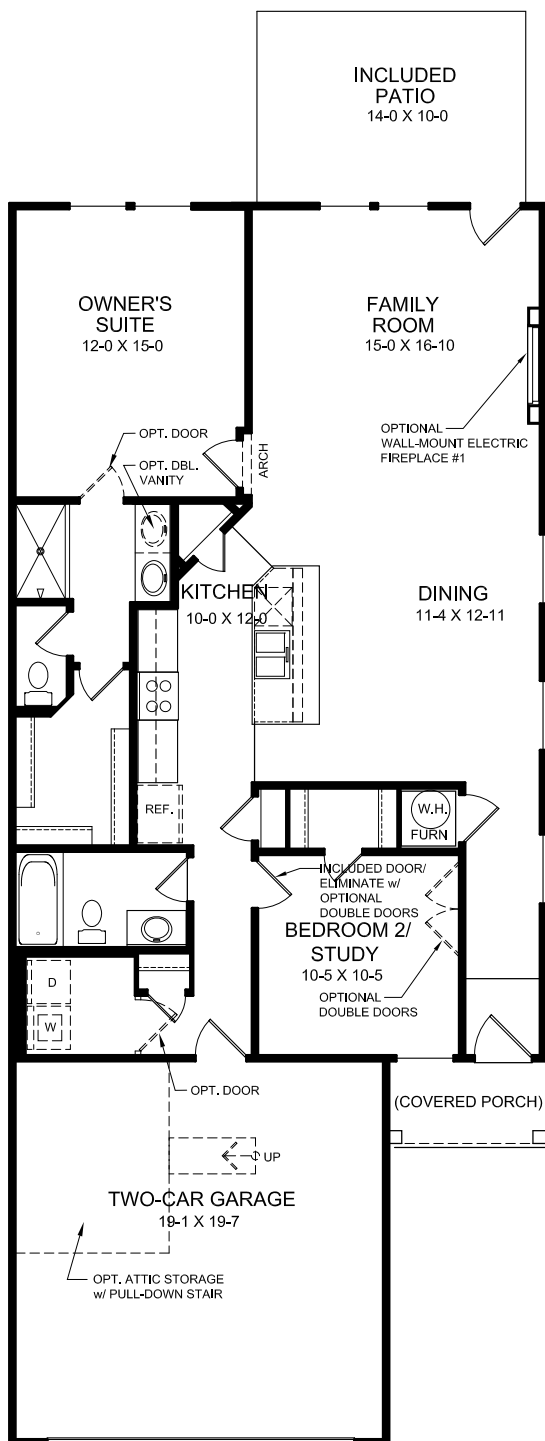 INCLUDED
PATIO
14-0 X 10-0
OWNER'S
SUITE
12-0 X 15-0
FAMILY
ROOM
15-0 X 16-10
OPTIONAL
WALL-MOUNT ELECTRIC
FIREPLACE #1
OPT. DOOR
OPT. DBL.
VANITY
ARCH
KITCHEN
10-0 X 12-0
DINING
11-4 X 12-11
REF.
W.H.
FURN
INCLUDED DOOR/
ELIMINATE w/
OPTIONAL
DOUBLE DOORS
BEDROOM 2/
STUDY
10-5 X 10-5
OPTIONAL
DOUBLE DOORS
D
W
OPT. DOOR
(COVERED PORCH)
UP
TWO-CAR GARAGE
19-1 X 19-7
OPT. ATTIC STORAGE
w/ PULL-DOWN STAIR